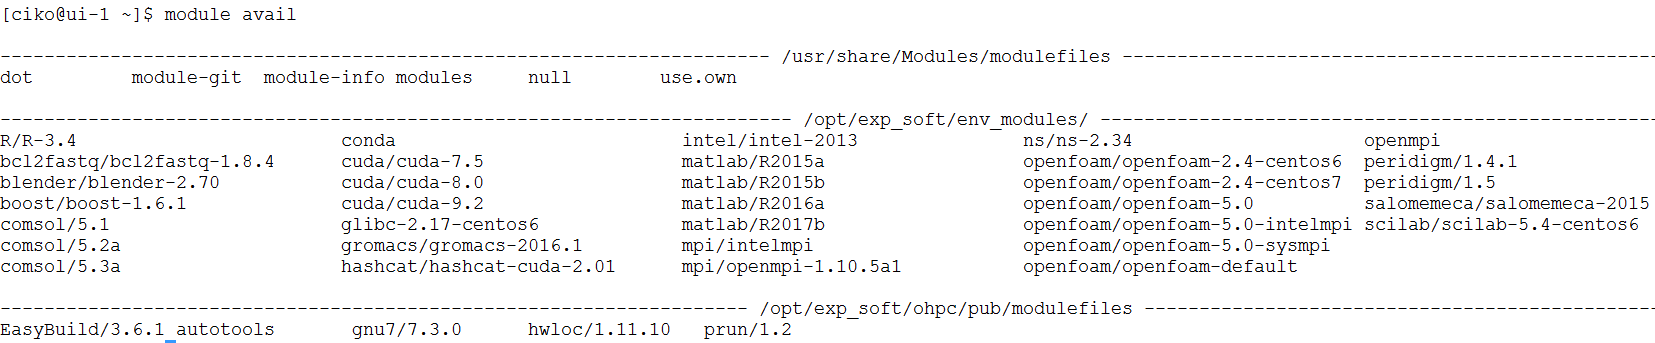 [ciko@ui-1 ~]$ module avail
---------------------------------------------------------------------- /usr/share/Modules/modulefiles -------------------------------------------------
dot module-git module-info modules null use.own
------------------------------------------------------------------------ /opt/exp_soft/env_modules/ ---------------------------------------------------
R/R-3.4 conda intel/intel-2013 ns/ns-2.34 openmpi
bcl2fastq/bcl2fastq-1.8.4 cuda/cuda-7.5 matlab/R2015a openfoam/openfoam-2.4-centos6 peridigm/1.4.1
blender/blender-2.70 cuda/cuda-8.0 matlab/R2015b openfoam/openfoam-2.4-centos7 peridigm/1.5
boost/boost-1.6.1 cuda/cuda-9.2 matlab/R2016a openfoam/openfoam-5.0 salomemeca/salomemeca-2015
comsol/5.1 glibc-2.17-centos6 matlab/R2017b openfoam/openfoam-5.0-intelmpi scilab/scilab-5.4-centos6
comsol/5.2a gromacs/gromacs-2016.1 mpi/intelmpi openfoam/openfoam-5.0-sysmpi
comsol/5.3a hashcat/hashcat-cuda-2.01 mpi/openmpi-1.10.5a1 openfoam/openfoam-default
-------------------------------------------------------------------- /opt/exp_soft/ohpc/pub/modulefiles -----------------------------------------------
EasyBuild/3.6.1 autotools gnu7/7.3.0 hwloc/1.11.10 prun/1.2